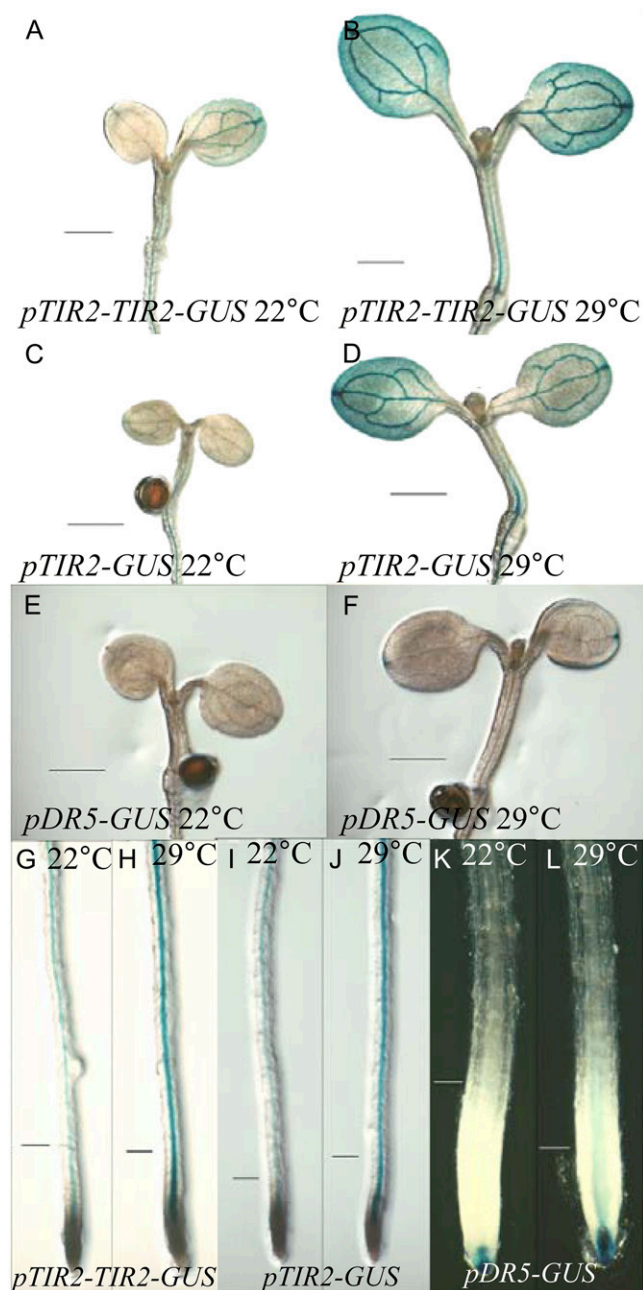 A
B
pTIR2-TIR2-GUS 22°C
pTIR2-TIR2-GUS 29°C
C
D
pTIR2-GUS 22°C
pTIR2-GUS 29°C
E
F
pDR5-GUS 22°C
pDR5-GUS 29°C
G 22°C H 29°C I 22°C J 29°C K 22°C L 29°C
pTIR2-TIR2-GUS pTIR2-GUS pDR5-GUS